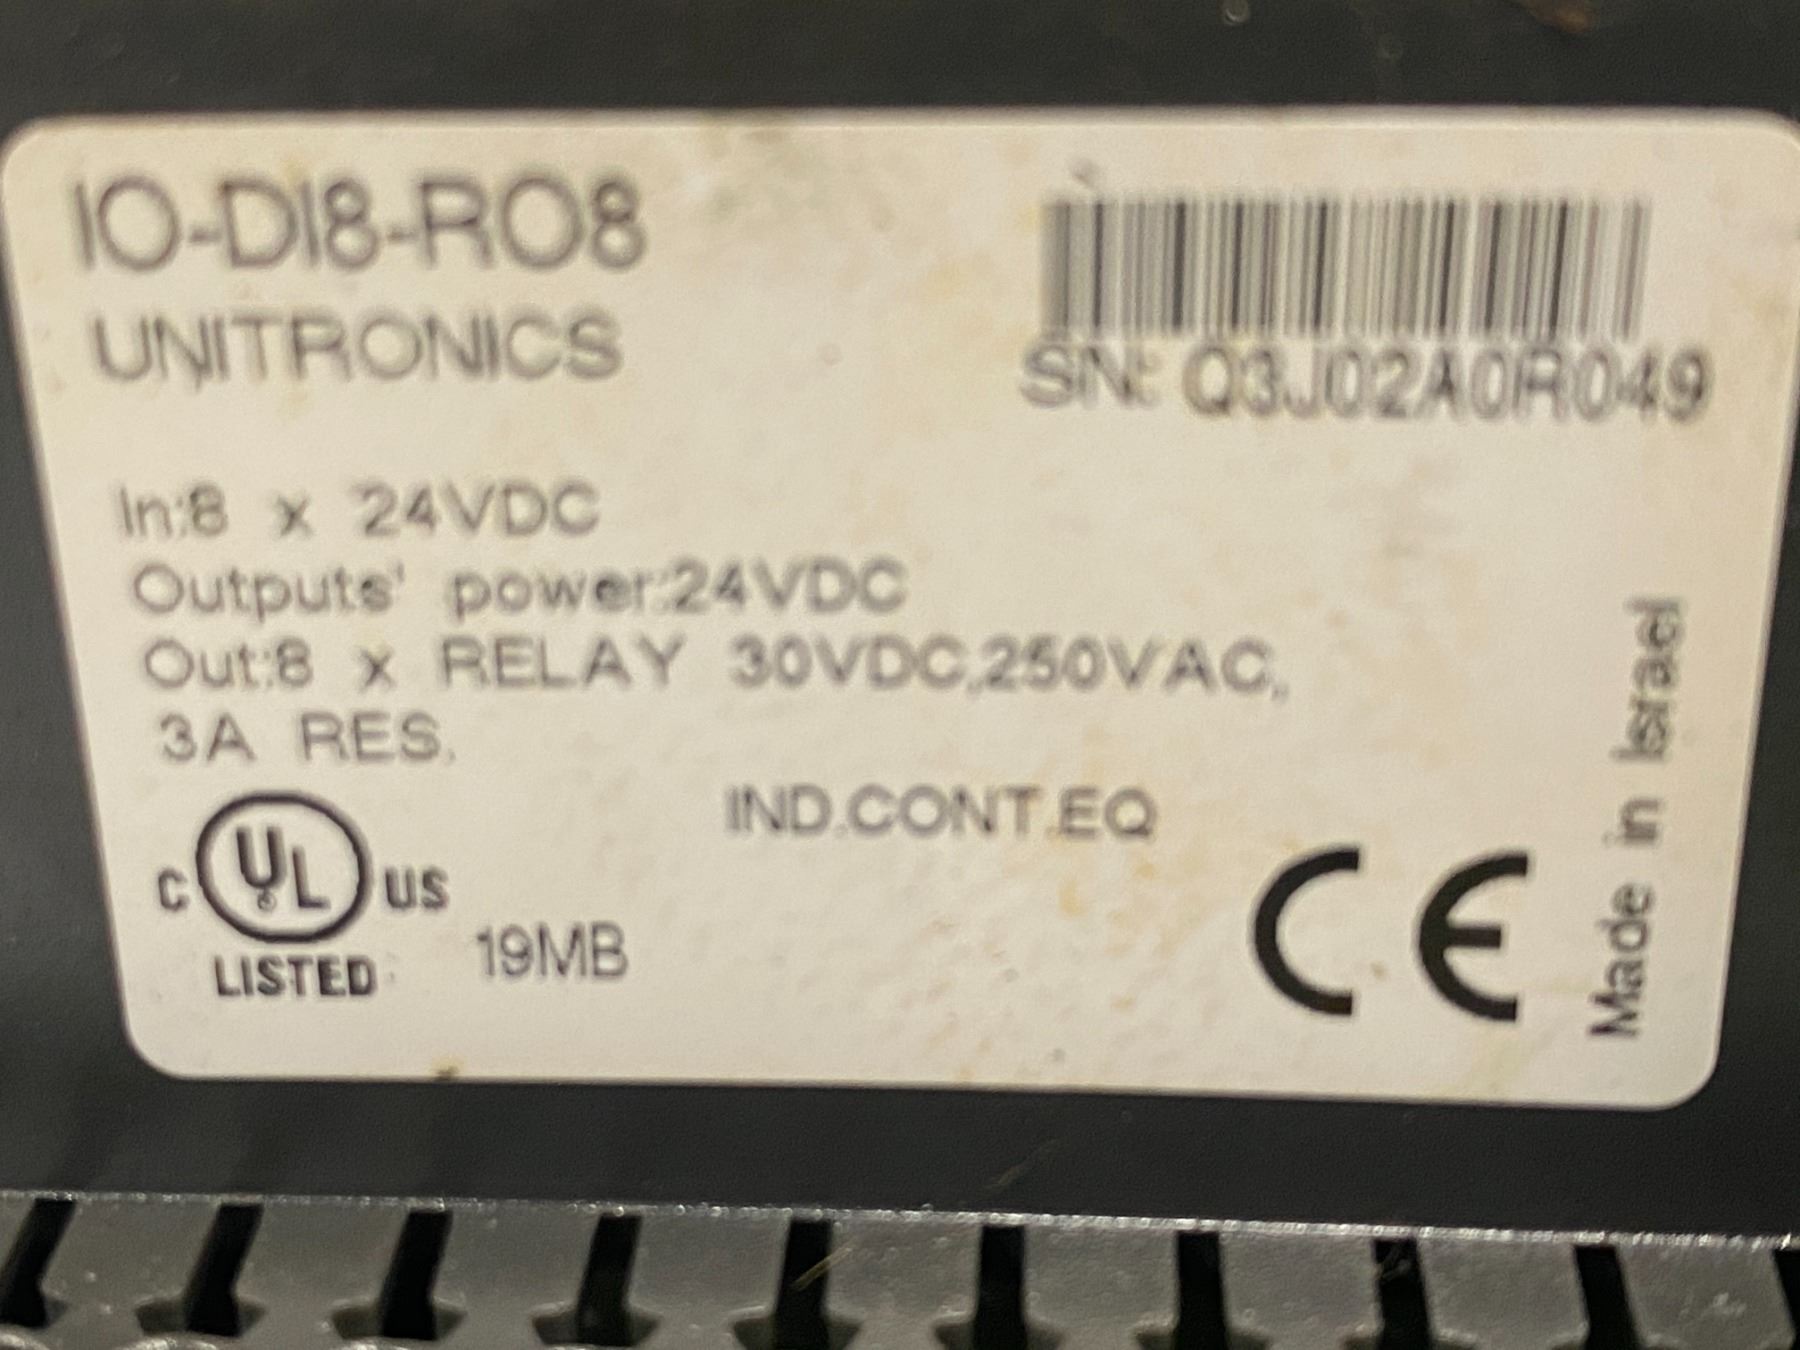 IO-DI8-RO8
UNITRONICS
SN: Q3J02A0R049
In:8 x 24VDC
Outputs' power:24VDC
Out:8 x RELAY 30VDC,250VAC,
3A RES.
IND.CONT.EQ
C UL US
LISTED
19MB
CE
Made in Israel